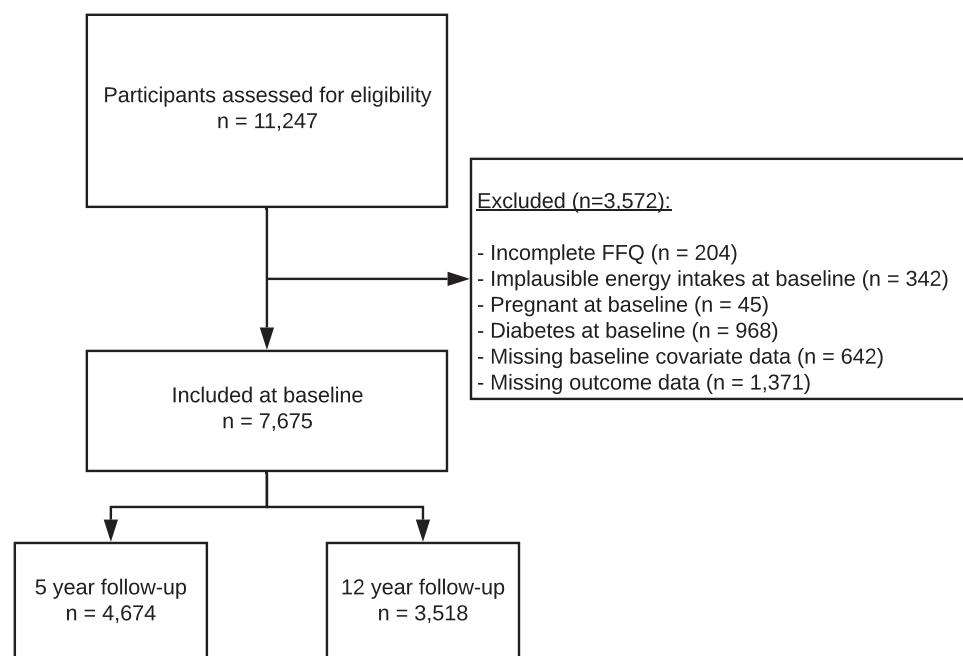 Participants assessed for eligibility
n = 11,247
Excluded (n=3,572):
- Incomplete FFQ (n = 204)
- Implausible energy intakes at baseline (n = 342)
- Pregnant at baseline (n = 45)
- Diabetes at baseline (n = 968)
- Missing baseline covariate data (n = 642)
- Missing outcome data (n = 1,371)
Included at baseline
n = 7,675
5 year follow-up
n = 4,674
12 year follow-up
n = 3,518